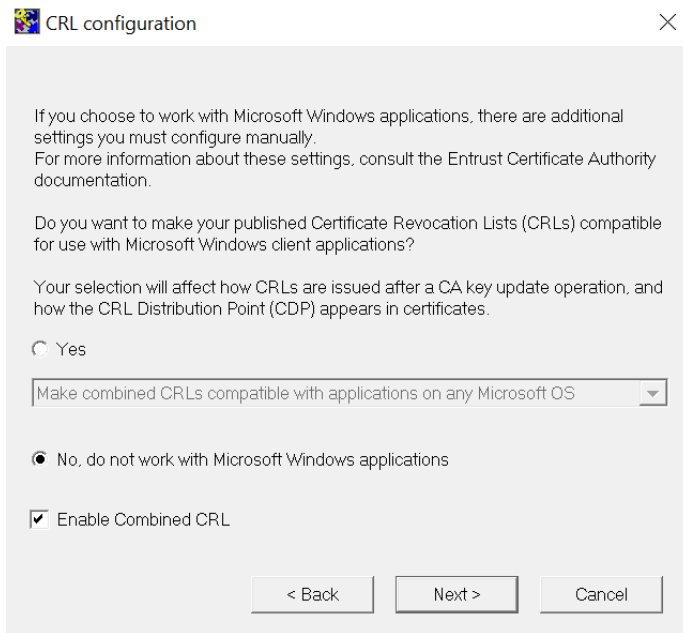 CRL configuration
If you choose to work with Microsoft Windows applications, there are additional
settings you must configure manually.
For more information about these settings, consult the Entrust Certificate Authority
documentation.
Do you want to make your published Certificate Revocation Lists (CRLs) compatible
for use with Microsoft Windows client applications?
Your selection will affect how CRLs are issued after a CA key update operation, and
how the CRL Distribution Point (CDP) appears in certificates.
Yes
Make combined CRLs compatible with applications on any Microsoft OS
No, do not work with Microsoft Windows applications
Enable Combined CRL
< Back Next > Cancel